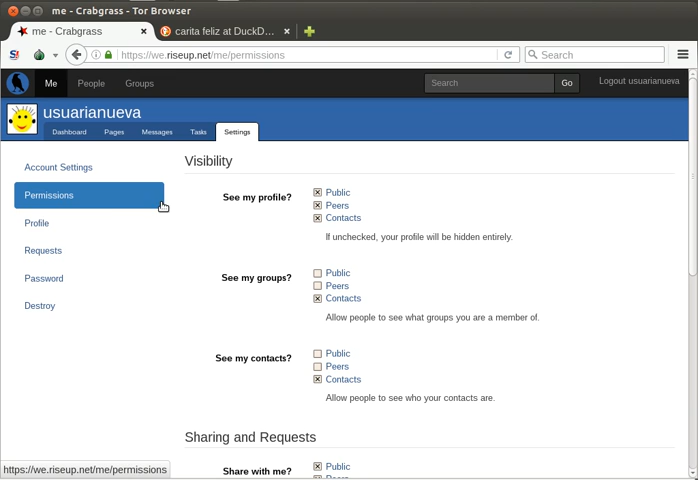 me - Crabgrass - Tor Browser
me - Crabgrass
carita feliz at DuckD...
https://we.riseup.net/me/permissions
Search
Me
People
Groups
Search
Go
Logout usuarianueva
usuarianueva
Dashboard
Pages
Messages
Tasks
Settings
Account Settings
Permissions
Profile
Requests
Password
Destroy
Visibility
See my profile?
Public
Peers
Contacts
If unchecked, your profile will be hidden entirely.
See my groups?
Public
Peers
Contacts
Allow people to see what groups you are a member of.
See my contacts?
Public
Peers
Contacts
Allow people to see who your contacts are.
Sharing and Requests
Share with me?
Public
https://we.riseup.net/me/permissions